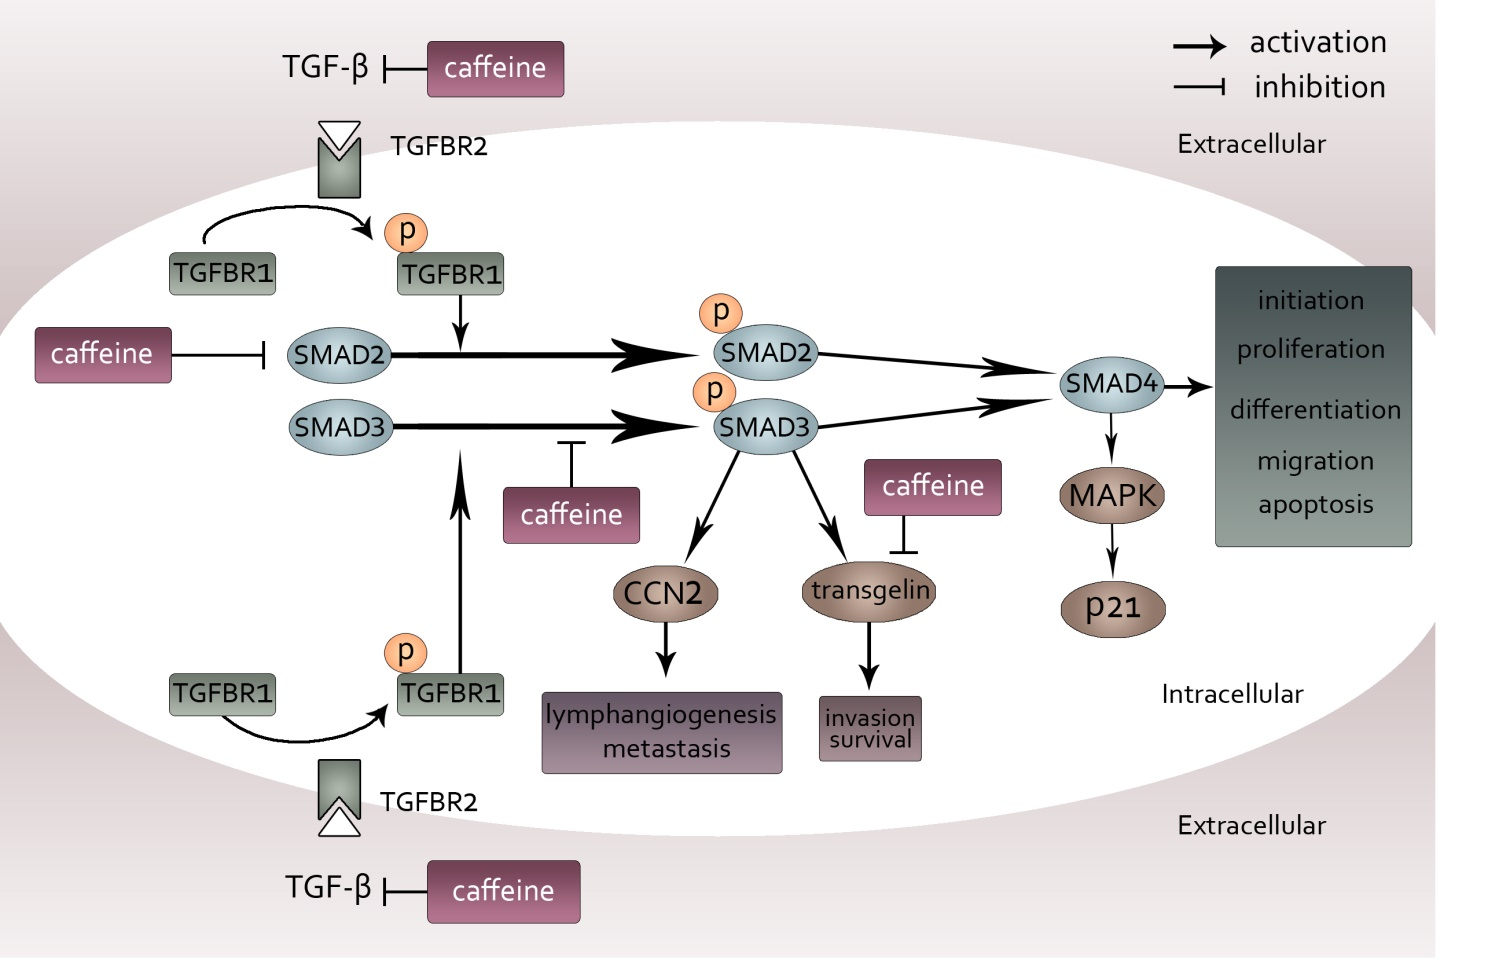 TGF-β
caffeine
activation
inhibition
TGFBR2
Extracellular
p
TGFBR1
TGFBR1
p
caffeine
SMAD2
SMAD2
p
SMAD4
SMAD3
SMAD3
initiation
proliferation
differentiation
migration
apoptosis
caffeine
caffeine
MAPK
CCN2
transgelin
p21
p
TGFBR1
TGFBR1
Intracellular
lymphangiogenesis
metastasis
invasion
survival
TGFBR2
Extracellular
TGF-β
caffeine